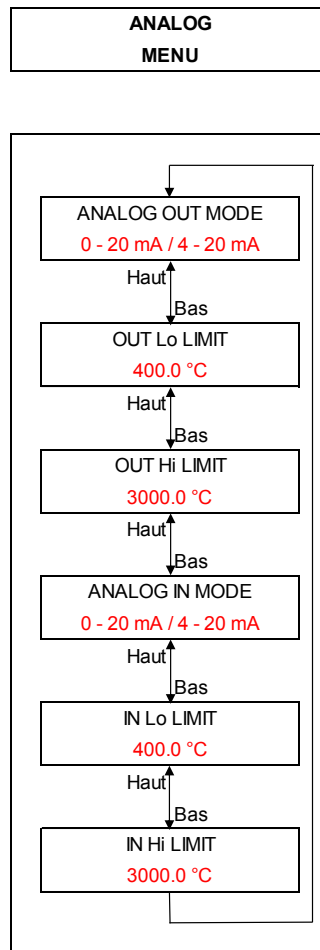 ANALOG
MENU
ANALOG OUT MODE
0 - 20 mA / 4 - 20 mA
Haut
Bas
OUT Lo LIMIT
400.0 °C
Haut
Bas
OUT Hi LIMIT
3000.0 °C
Haut
Bas
ANALOG IN MODE
0 - 20 mA / 4 - 20 mA
Haut
Bas
IN Lo LIMIT
400.0 °C
Haut
Bas
IN Hi LIMIT
3000.0 °C